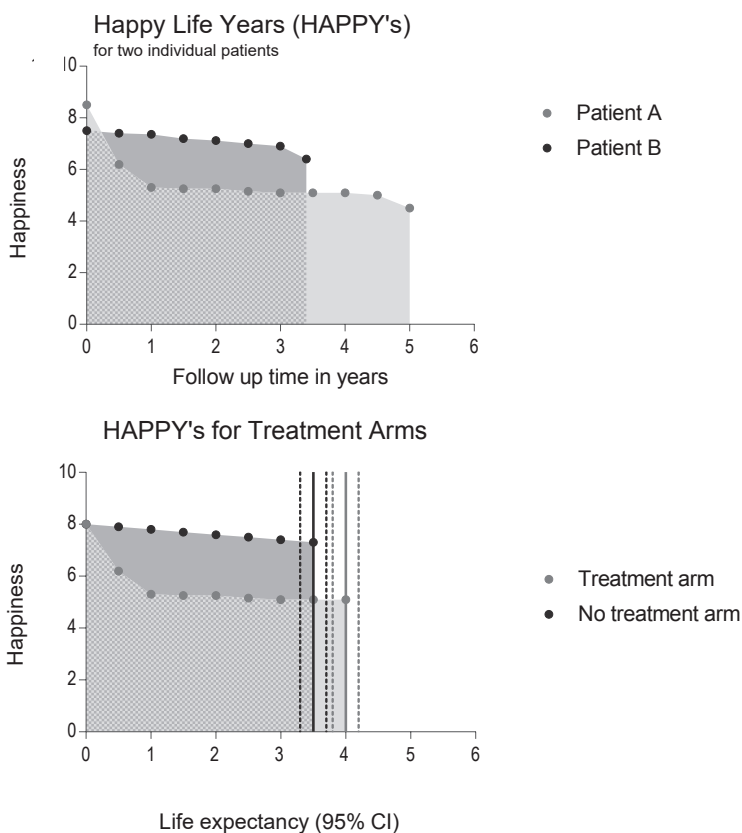 Happy Life Years (HAPPY's)
for two individual patients
10
8
6
4
2
0
Happiness
0 1 2 3 4 5 6
Follow up time in years
Patient A
Patient B
HAPPY's for Treatment Arms
10
8
6
4
2
0
Happiness
0 1 2 3 4 5 6
Life expectancy (95% CI)
Treatment arm
No treatment arm